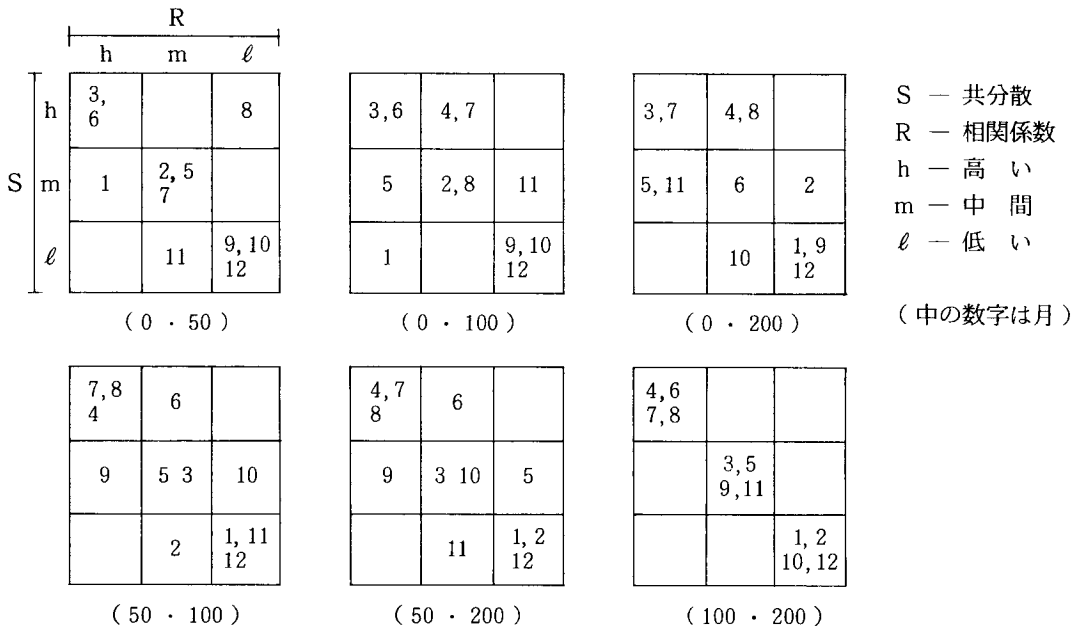 R
h m ℓ
S
h 3, 6 8
m 1 2, 5 7
ℓ 11 9, 10 12
( 0 · 50 )
3, 6 4, 7
5 2, 8 11
1 9, 10 12
( 0 · 100 )
3, 7 4, 8
5, 11 6 2
10 1, 9 12
( 0 · 200 )
S — 共分散
R — 相関係数
h — 高 い
m — 中 間
ℓ — 低 い
( 中の数字は月 )
7, 8 4 6
9 5 3 10
2 1, 11 12
( 50 · 100 )
4, 7 8 6
9 3 10 5
11 1, 2 12
( 50 · 200 )
4, 6 7, 8
3, 5 9, 11
1, 2 10, 12
( 100 · 200 )